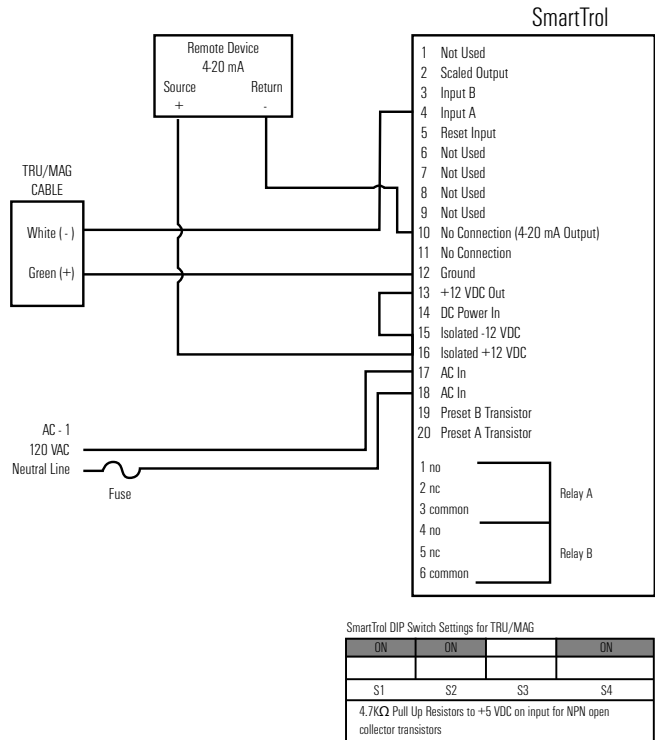 SmartTrol
Remote Device
4-20 mA
Source Return
+ -
TRU/MAG
CABLE
White ( - )
Green (+)
1 Not Used
2 Scaled Output
3 Input B
4 Input A
5 Reset Input
6 Not Used
7 Not Used
8 Not Used
9 Not Used
10 No Connection (4-20 mA Output)
11 No Connection
12 Ground
13 +12 VDC Out
14 DC Power In
15 Isolated -12 VDC
16 Isolated +12 VDC
17 AC In
18 AC In
19 Preset B Transistor
20 Preset A Transistor
AC - 1
120 VAC
Neutral Line
Fuse
1 no
2 nc
3 common
Relay A
4 no
5 nc
6 common
Relay B
SmartTrol DIP Switch Settings for TRU/MAG
ON ON ON
S1 S2 S3 S4
4.7KΩ Pull Up Resistors to +5 VDC on input for NPN open
collector transistors